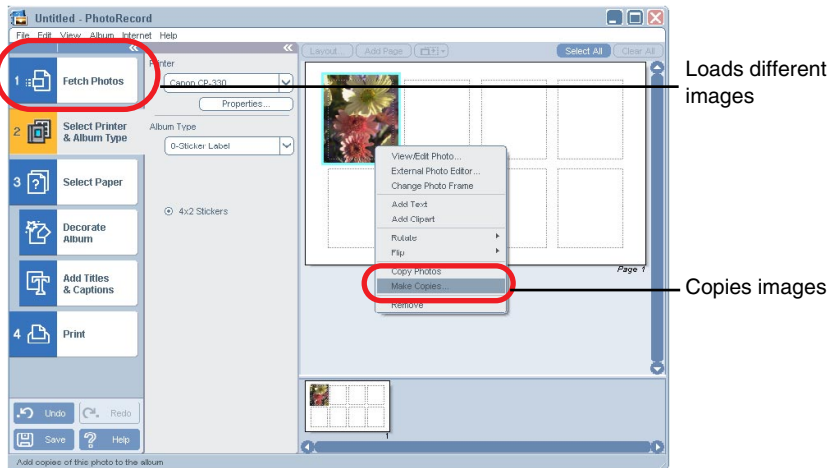 Untitled - PhotoRecord
File Edit View Album Internet Help
Layout... Add Page Select All Clear All
1 Fetch Photos
Printer
Canon CP-330
Properties...
2 Select Printer
& Album Type
Album Type
0-Sticker Label
3 Select Paper
4x2 Stickers
Decorate
Album
Add Titles
& Captions
4 Print
Undo Redo
Save Help
Add copies of this photo to the album
View/Edit Photo...
External Photo Editor...
Change Photo Frame
Add Text
Add Clipart
Rotate
Flip
Copy Photos
Make Copies...
Remove
Page 1
1
Loads different
images
Copies images